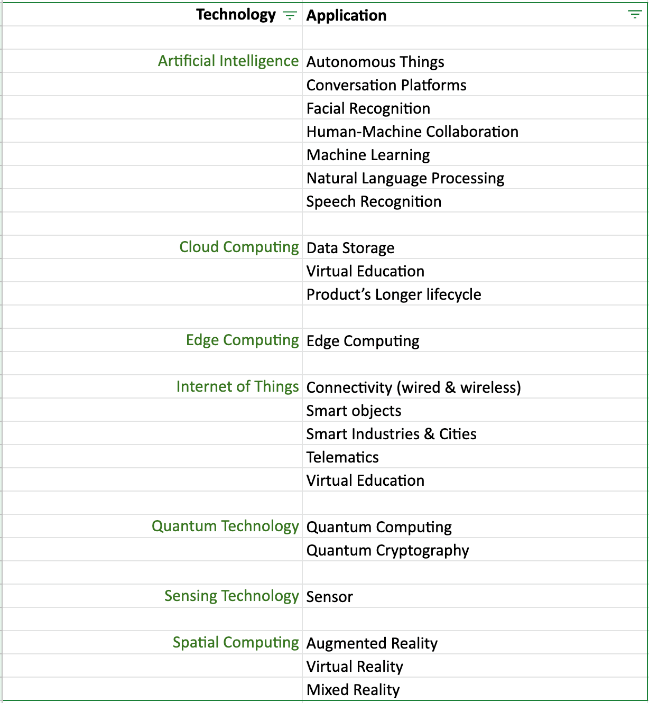 Technology Application
Artificial Intelligence Autonomous Things
Conversation Platforms
Facial Recognition
Human-Machine Collaboration
Machine Learning
Natural Language Processing
Speech Recognition
Cloud Computing Data Storage
Virtual Education
Product’s Longer lifecycle
Edge Computing Edge Computing
Internet of Things Connectivity (wired & wireless)
Smart objects
Smart Industries & Cities
Telematics
Virtual Education
Quantum Technology Quantum Computing
Quantum Cryptography
Sensing Technology Sensor
Spatial Computing Augmented Reality
Virtual Reality
Mixed Reality